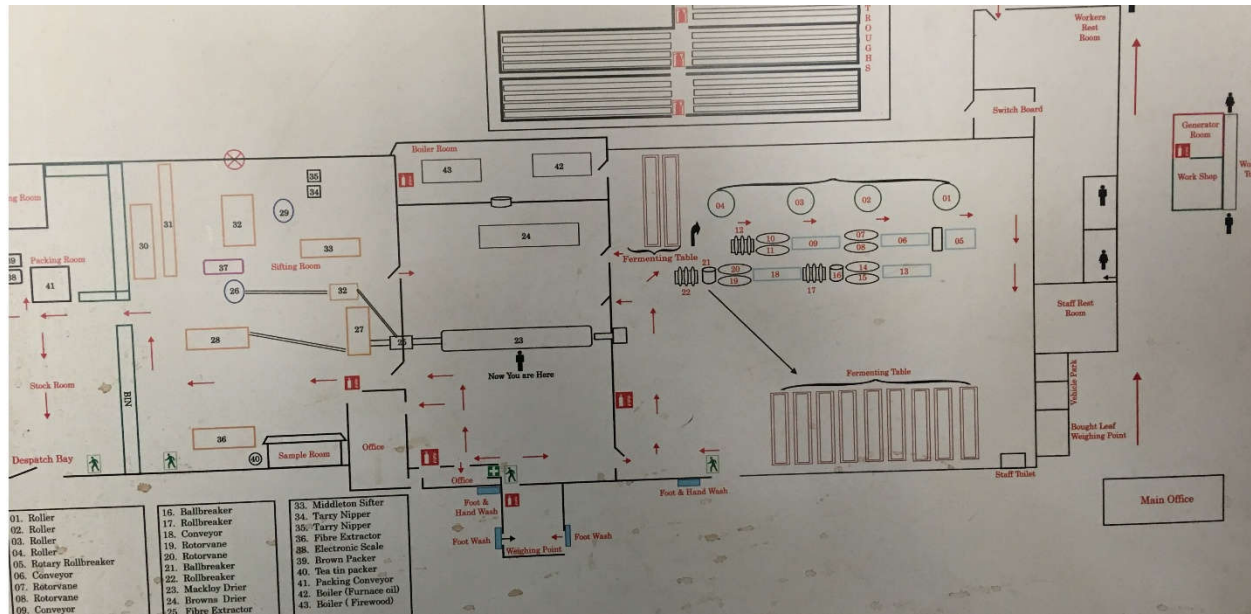 TROUGHS
Workers
Rest
Room
Switch Board
Generator
Room
Work Shop
Boiler Room
43
42
35
34
04
03
02
01
29
32
31
30
24
33
12
10
11
09
07
08
06
05
Fermenting Table
21
20
19
18
16
14
15
13
22
17
Packing Room
39
38
41
37
Sifting Room
26
32
27
28
25
23
Now You are Here
Staff Rest
Room
Stock Room
BIN
Fermenting Table
Vehicle Park
Bought Leaf
Weighing Point
36
40
Sample Room
Office
Office
Despatch Bay
Foot &
Hand Wash
Foot & Hand Wash
Staff Toilet
Main Office
Foot Wash
Weighing Point
Foot Wash
01. Roller
02. Roller
03. Roller
04. Roller
05. Rotary Rollbreaker
06. Conveyor
07. Rotorvane
08. Rotorvane
09. Conveyor
16. Ballbreaker
17. Rollbreaker
18. Conveyor
19. Rotorvane
20. Rotorvane
21. Ballbreaker
22. Rollbreaker
23. Mackloy Drier
24. Browns Drier
25. Fibre Extractor
33. Middleton Sifter
34. Tarry Nipper
35. Tarry Nipper
36. Fibre Extractor
38. Electronic Scale
39. Brown Packer
40. Tea tin packer
41. Packing Conveyor
42. Boiler (Furnace oil)
43. Boiler ( Firewood)